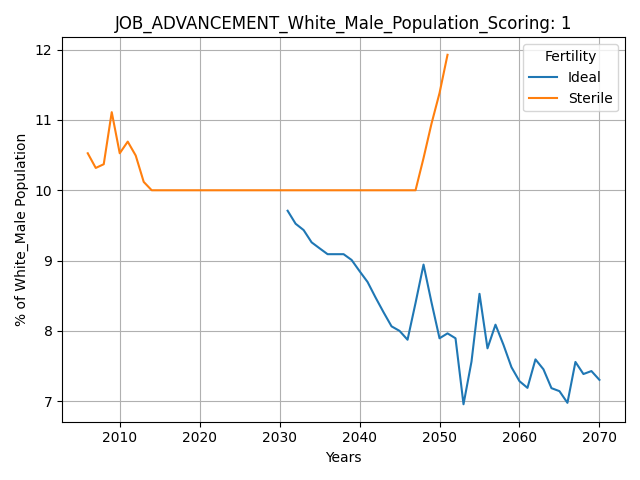 JOB_ADVANCEMENT_White_Male_Population_Scoring: 1
% of White_Male Population
12
11
10
9
8
7
Fertility
Ideal
Sterile
2010 2020 2030 2040 2050 2060 2070
Years